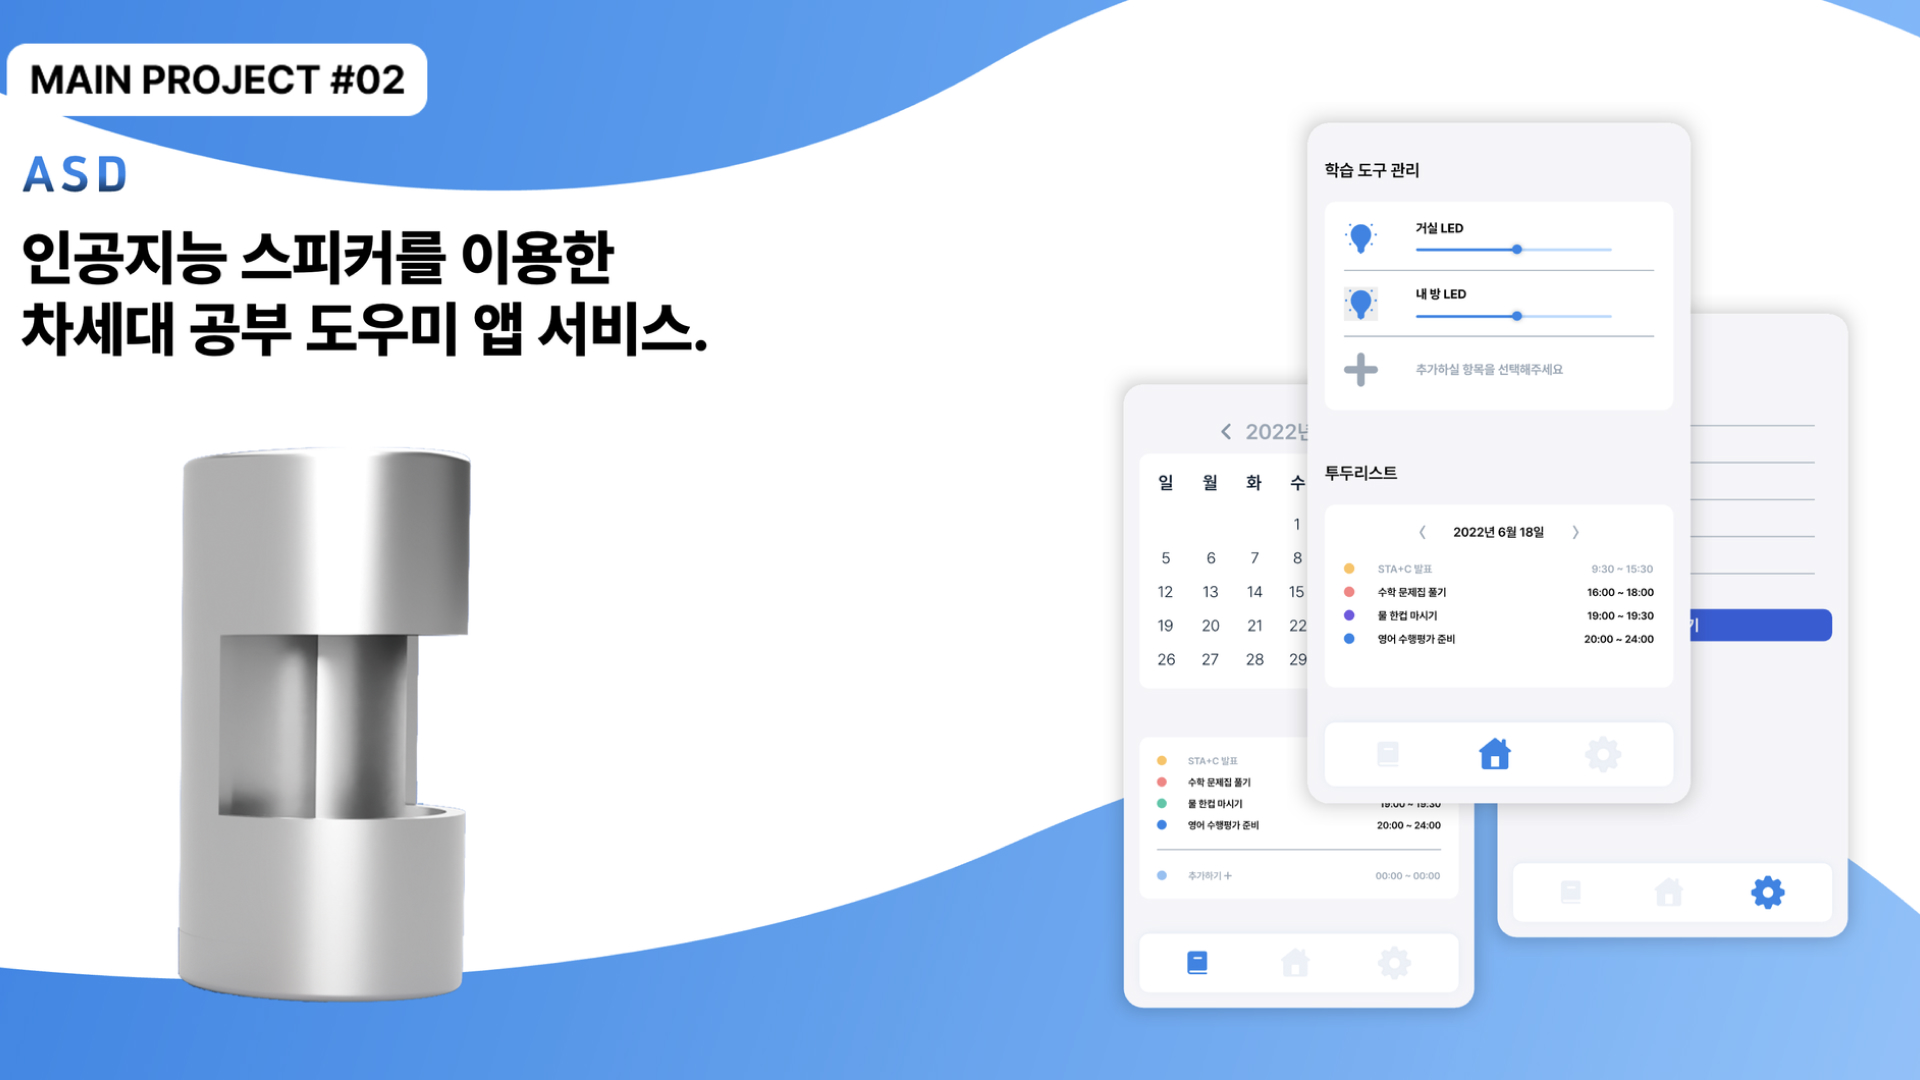 MAIN PROJECT #02
ASD
인공지능 스피커를 이용한
차세대 공부 도우미 앱 서비스.
학습 도구 관리
거실 LED
내 방 LED
추가하실 항목을 선택해주세요
투두리스트
2022년 6월 18일
STA+C 발표 9:30 ~ 15:30
수학 문제집 풀기 16:00 ~ 18:00
물 한컵 마시기 19:00 ~ 19:30
영어 수행평가 준비 20:00 ~ 24:00
2022년
일 월 화 수
1
5 6 7 8
12 13 14 15
19 20 21 22
26 27 28 29
STA+C 발표
수학 문제집 풀기
물 한컵 마시기 19:00 ~ 19:30
영어 수행평가 준비 20:00 ~ 24:00
추가하기 + 00:00 ~ 00:00
기